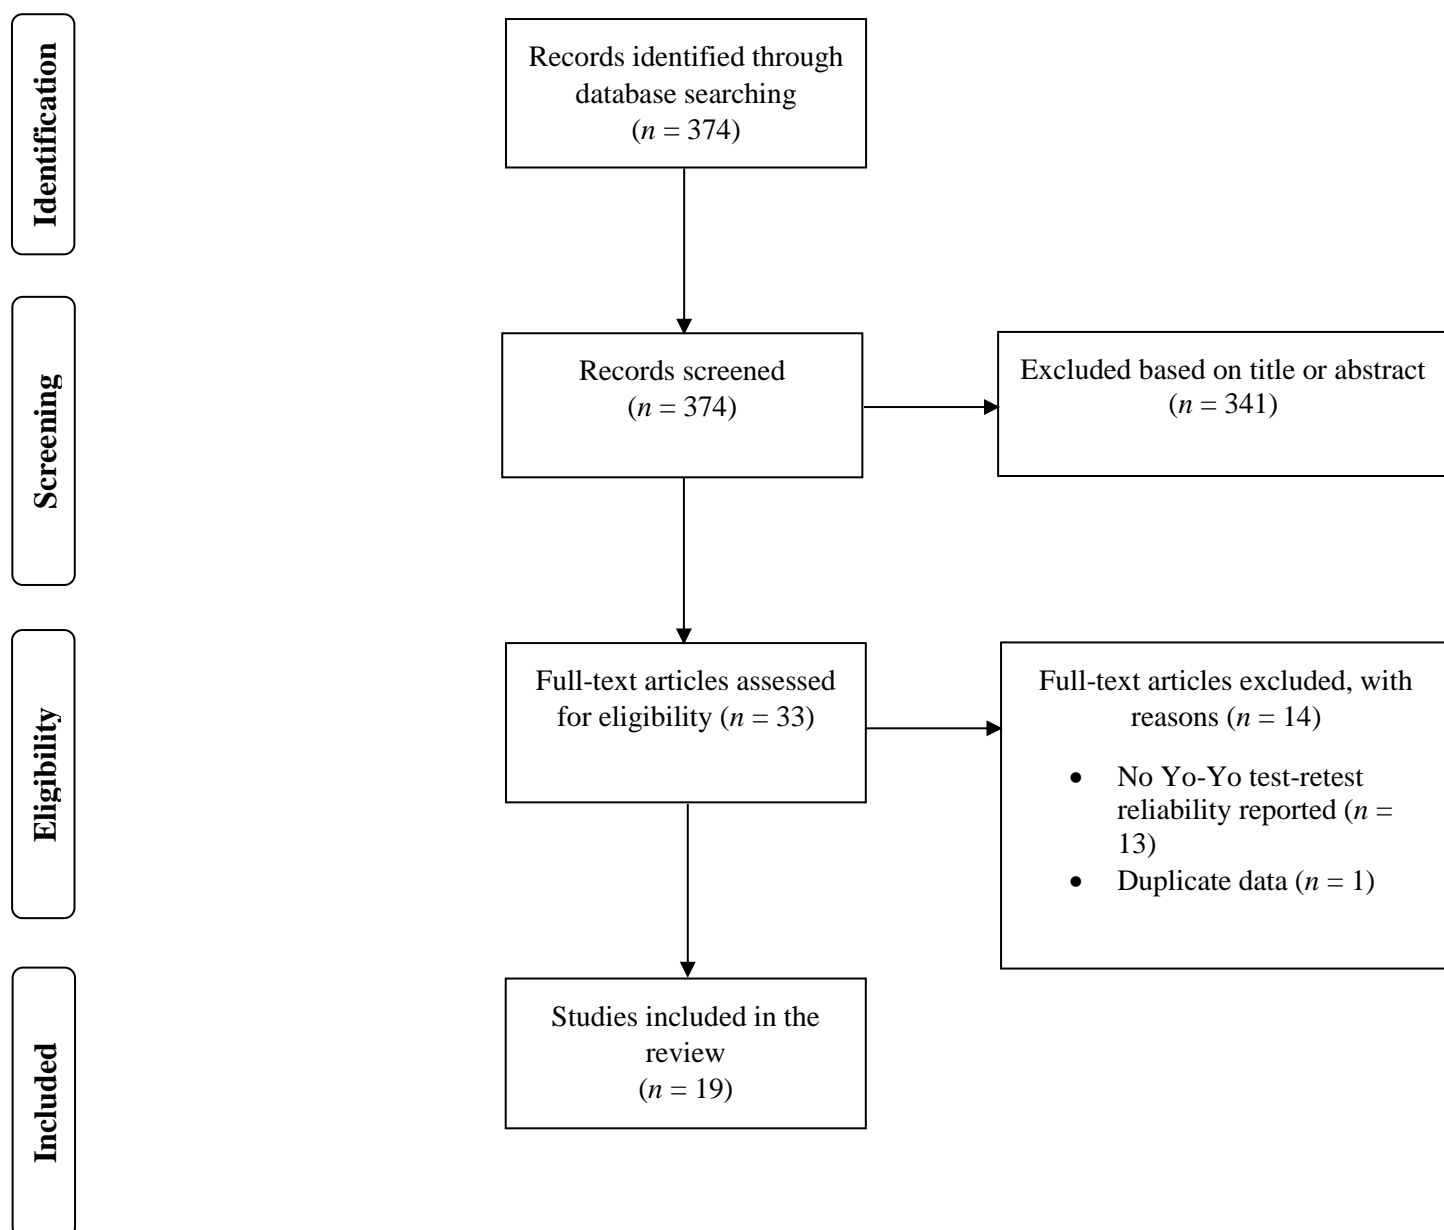 Identification
Records identified through
database searching
(n = 374)
Screening
Records screened
(n = 374)
Excluded based on title or abstract
(n = 341)
Eligibility
Full-text articles assessed
for eligibility (n = 33)
Full-text articles excluded, with
reasons (n = 14)
• No Yo-Yo test-retest
reliability reported (n =
13)
• Duplicate data (n = 1)
Included
Studies included in the
review
(n = 19)